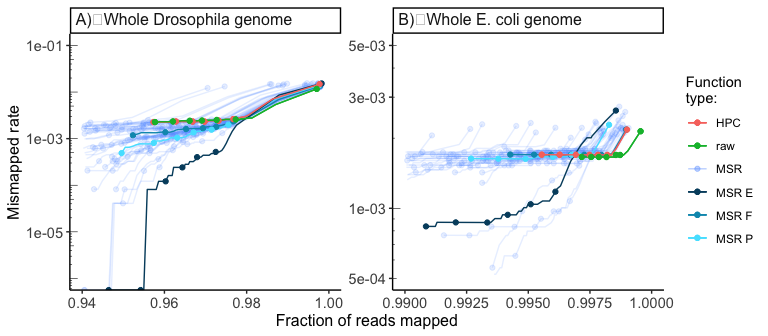 A) Whole Drosophila genome
B) Whole E. coli genome
Mismapped rate
1e-01
1e-03
1e-05
0.94
0.96
0.98
1.00
5e-03
3e-03
1e-03
5e-04
0.9900
0.9925
0.9950
0.9975
1.0000
Fraction of reads mapped
Function
type:
HPC
raw
MSR
MSR E
MSR F
MSR P